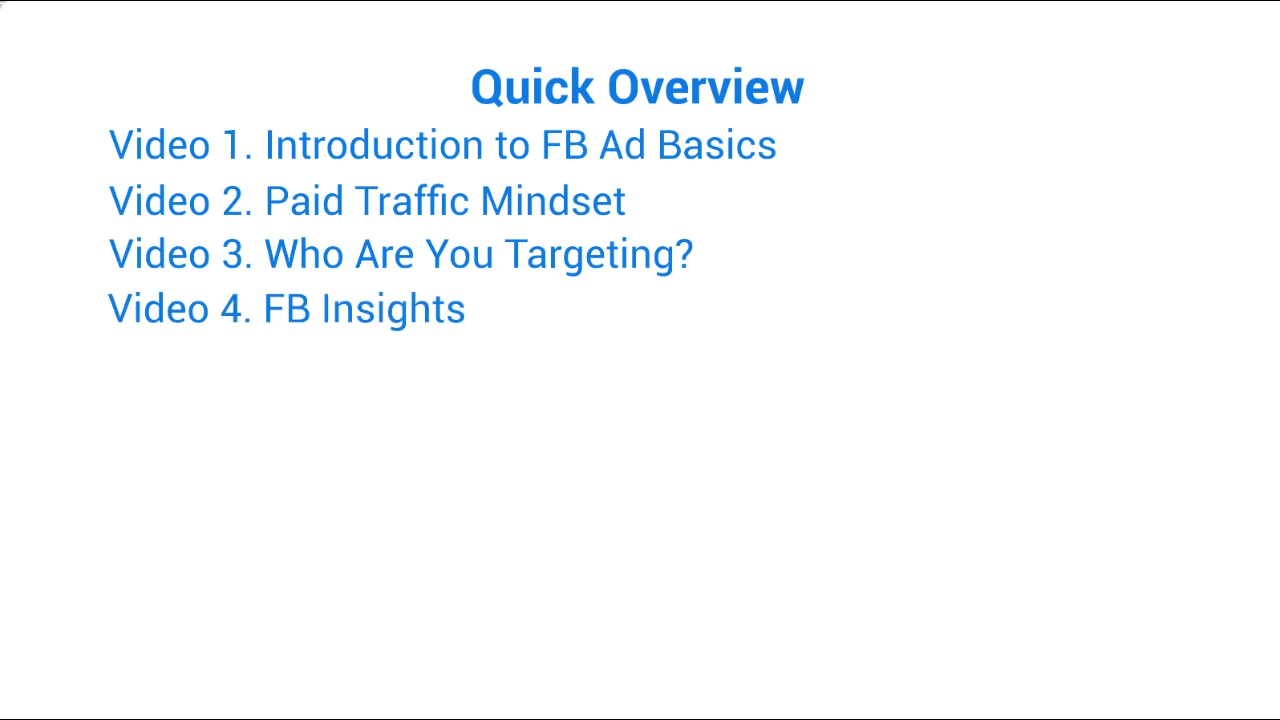 Quick Overview
Video 1. Introduction to FB Ad Basics
Video 2. Paid Traffic Mindset
Video 3. Who Are You Targeting?
Video 4. FB Insights